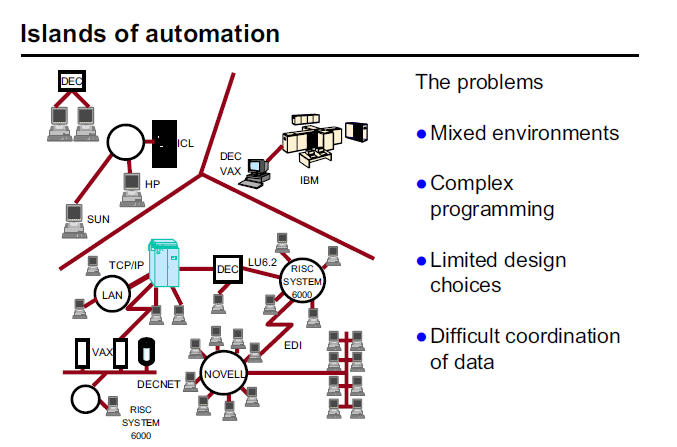 Islands of automation
DEC
ICL
HP
SUN
DEC
VAX
IBM
TCP/IP
LAN
DEC
LU6.2
RISC
SYSTEM
6000
EDI
VAX
DECNET
NOVELL
RISC
SYSTEM
6000
The problems
●Mixed environments
●Complex
programming
●Limited design
choices
●Difficult coordination
of data